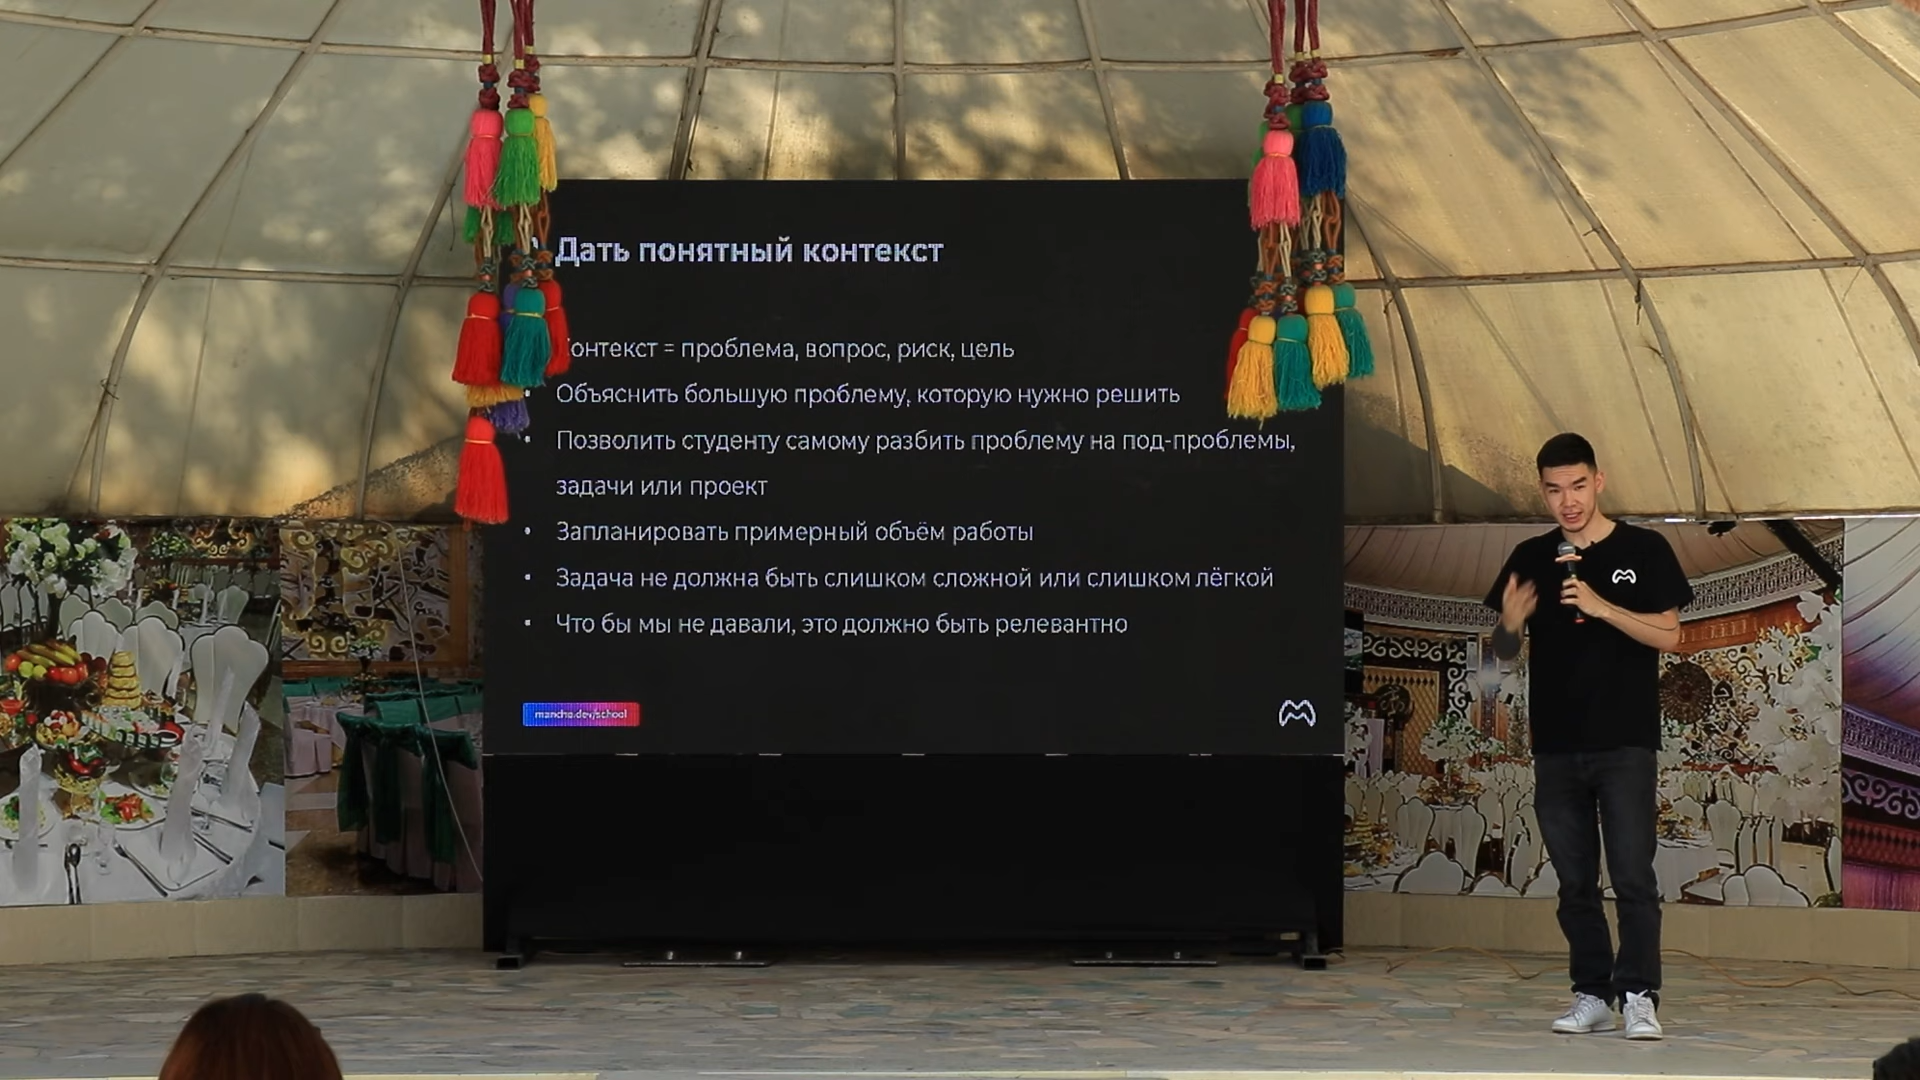 Дать понятный контекст
Контекст = проблема, вопрос, риск, цель
• Объяснить большую проблему, которую нужно решить
• Позволить студенту самому разбить проблему на под-проблемы,
задачи или проект
• Запланировать примерный объём работы
• Задача не должна быть слишком сложной или слишком лёгкой
• Что бы мы не давали, это должно быть релевантно
mancho.dev/school